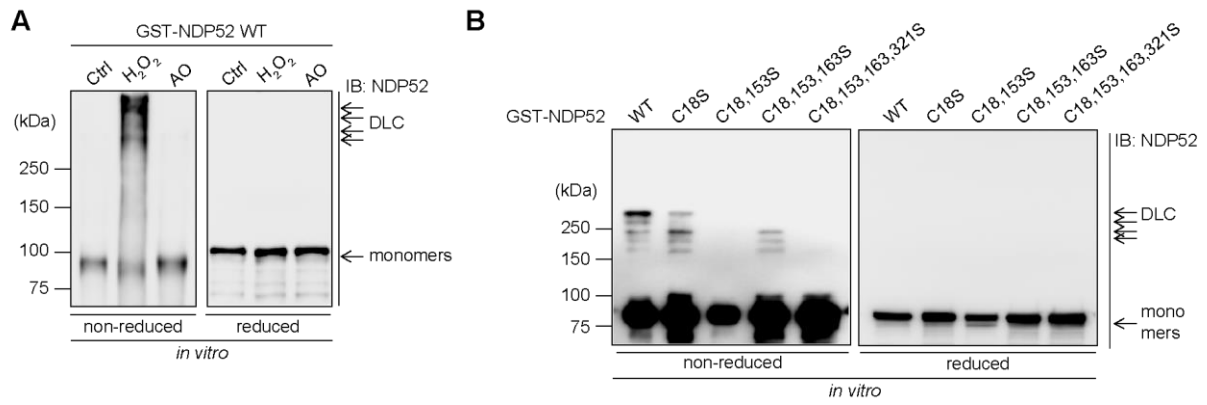 A
GST-NDP52 WT
Ctrl H₂O₂ AO Ctrl H₂O₂ AO
IB: NDP52
(kDa)
DLC
250
150
100
monomers
75
non-reduced reduced
in vitro
B
GST-NDP52 WT C18S C18,153S C18,153,163S C18,153,163,321S WT C18S C18,153S C18,153,163S C18,153,163,321S
IB: NDP52
(kDa)
DLC
250
150
100
mono
mers
75
non-reduced reduced
in vitro